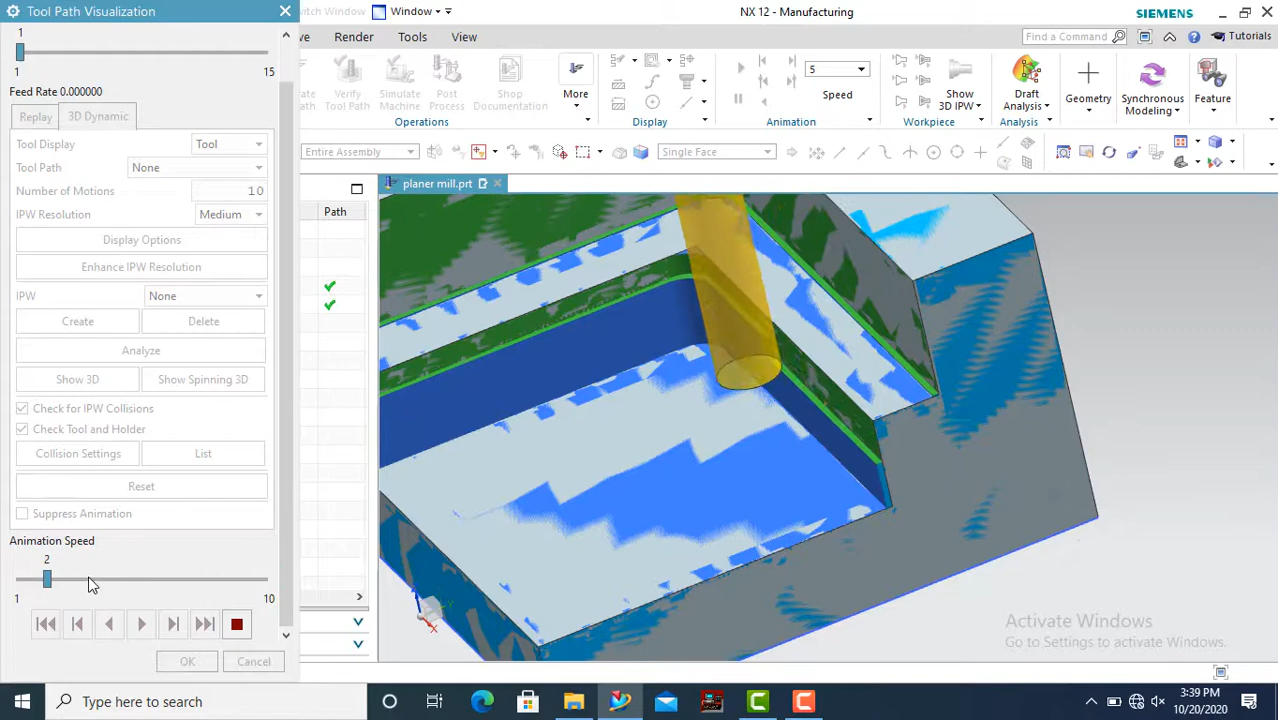 Tool Path Visualization
witch Window
Window
NX 12 - Manufacturing
SIEMENS
Render
Tools
View
Find a Command
Tutorials
1
1
15
Feed Rate 0.000000
Replay
3D Dynamic
Tool Display
Tool
Tool Path
None
Number of Motions
10
IPW Resolution
Medium
Display Options
Enhance IPW Resolution
IPW
None
Create
Delete
Analyze
Show 3D
Show Spinning 3D
Check for IPW Collisions
Check Tool and Holder
Collision Settings
List
Reset
Suppress Animation
Animation Speed
2
1
10
OK
Cancel
Verify
Tool Path
Simulate
Machine
Post
Process
Shop
Documentation
More
Operations
Display
5
Speed
Animation
Show
3D IPW
Workpiece
Draft
Analysis
Analysis
Geometry
Synchronous
Modeling
Feature
Entire Assembly
Single Face
planer mill.prt
Path
Activate Windows
Go to Settings to activate Windows.
Type here to search
3:39 PM
10/20/2020